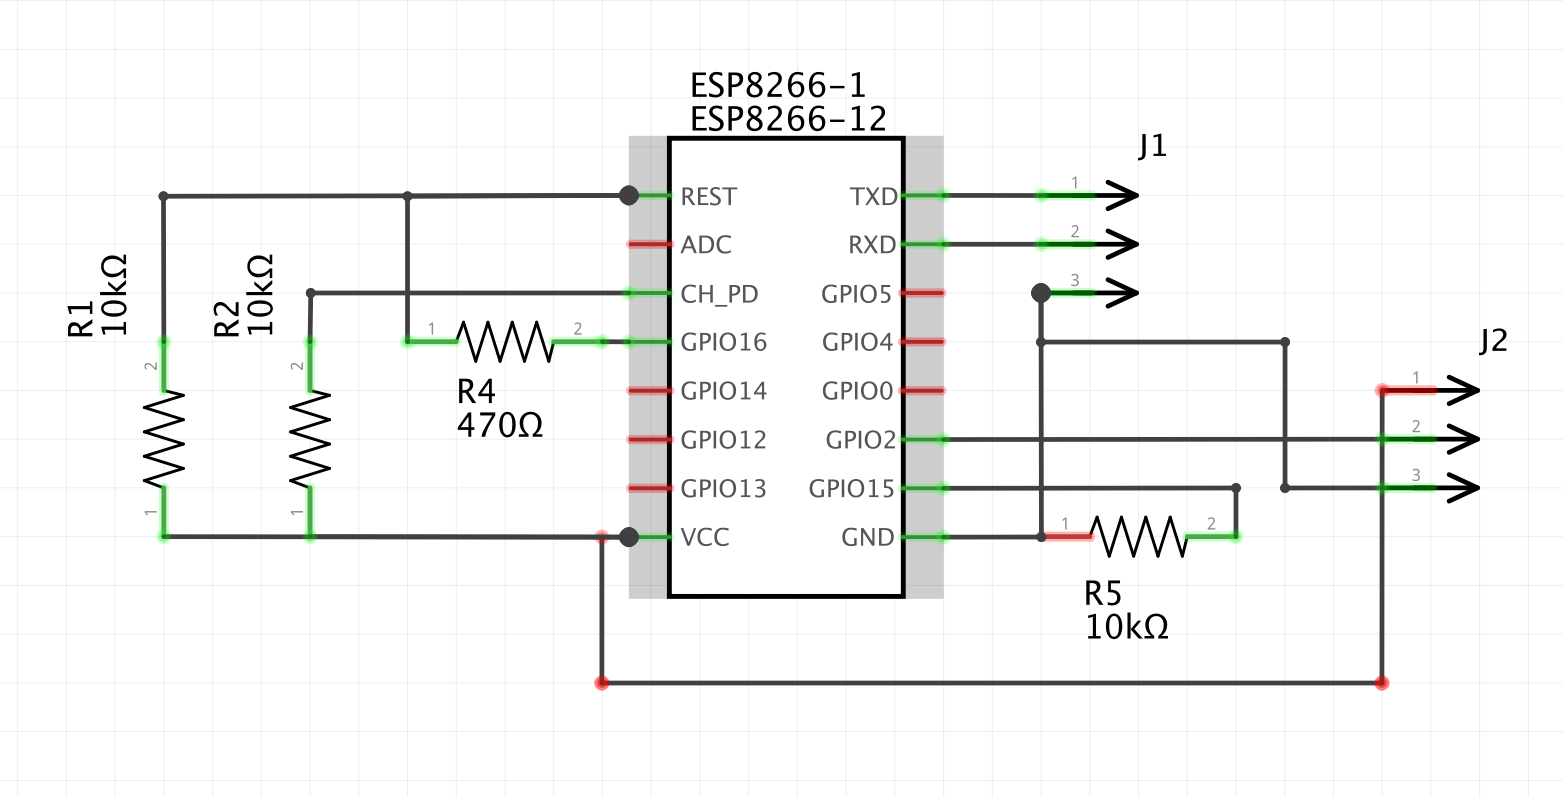 ESP8266-1
ESP8266-12
J1
1
REST
TXD
ADC
RXD
2
R1
10kΩ
R2
10kΩ
CH_PD
GPIO5
3
1
2
GPIO16
GPIO4
J2
2
2
R4
470Ω
GPIO14
GPIO0
1
GPIO12
GPIO2
2
GPIO13
GPIO15
3
1
1
VCC
GND
1
2
R5
10kΩ